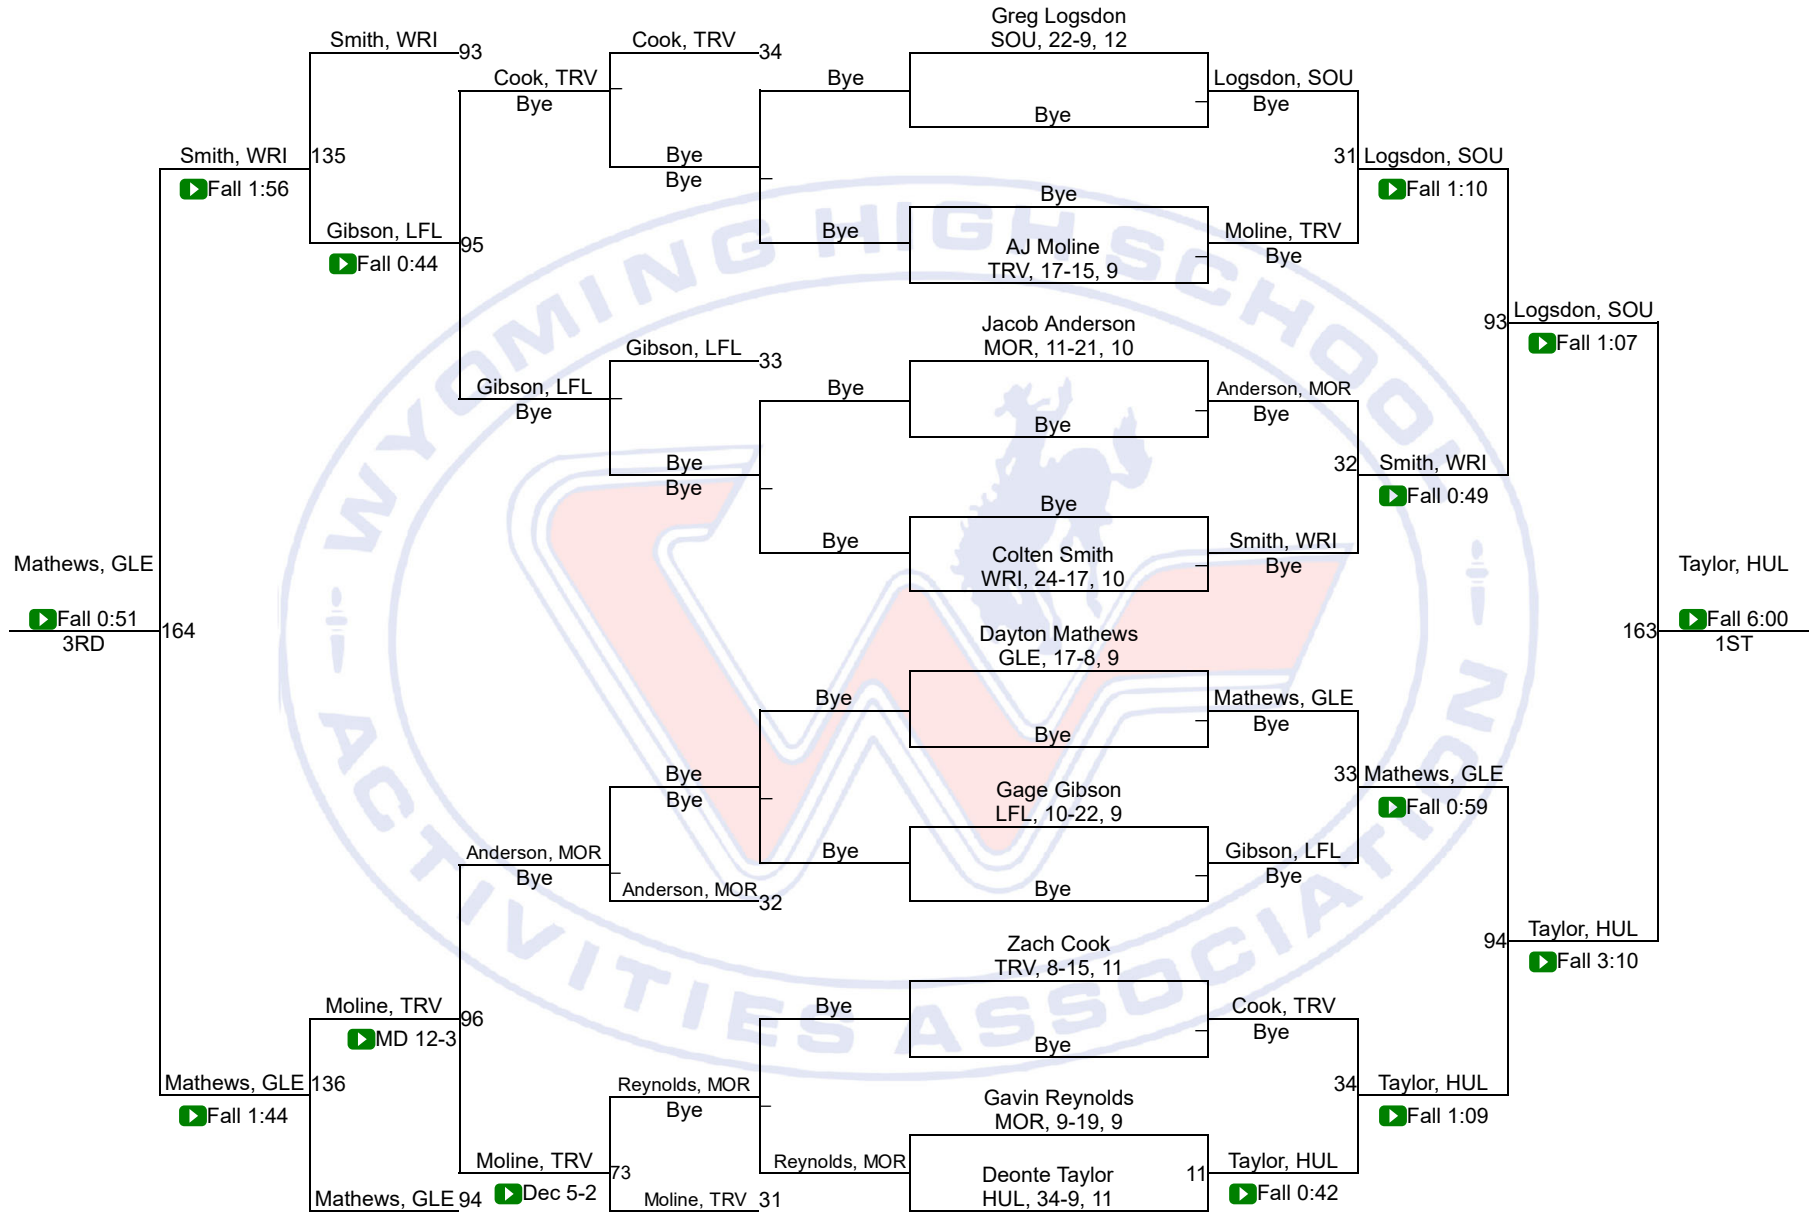 Greg Logsdon
SOU, 22-9, 12
Smith, WRI
93
Cook, TRV
34
Cook, TRV
Bye
Bye
Logsdon, SOU
Bye
Bye
Smith, WRI
135
Fall 1:56
Bye
Bye
31
Logsdon, SOU
Fall 1:10
Bye
Gibson, LFL
95
Fall 0:44
Bye
AJ Moline
TRV, 17-15, 9
Moline, TRV
Bye
Logsdon, SOU
93
Fall 1:07
Jacob Anderson
MOR, 11-21, 10
Gibson, LFL
33
Gibson, LFL
Bye
Bye
Anderson, MOR
Bye
Bye
Bye
Bye
32
Smith, WRI
Fall 0:49
Bye
Bye
Colten Smith
WRI, 24-17, 10
Smith, WRI
Bye
Mathews, GLE
Fall 0:51
3RD
164
Taylor, HUL
163
Fall 6:00
1ST
Dayton Mathews
GLE, 17-8, 9
Bye
Mathews, GLE
Bye
Bye
Bye
Bye
Gage Gibson
LFL, 10-22, 9
33
Mathews, GLE
Fall 0:59
Anderson, MOR
Bye
Bye
Gibson, LFL
Bye
Bye
Anderson, MOR
32
Zach Cook
TRV, 8-15, 11
94
Taylor, HUL
Fall 3:10
Moline, TRV
96
MD 12-3
Bye
Cook, TRV
Bye
Bye
Mathews, GLE
136
Fall 1:44
Reynolds, MOR
Bye
Gavin Reynolds
MOR, 9-19, 9
34
Taylor, HUL
Fall 1:09
Moline, TRV
73
Dec 5-2
Reynolds, MOR
Deonte Taylor
HUL, 34-9, 11
11
Taylor, HUL
Fall 0:42
Mathews, GLE
94
Moline, TRV
31
WYOMING HIGH SCHOOL
ACTIVITIES ASSOCIATION